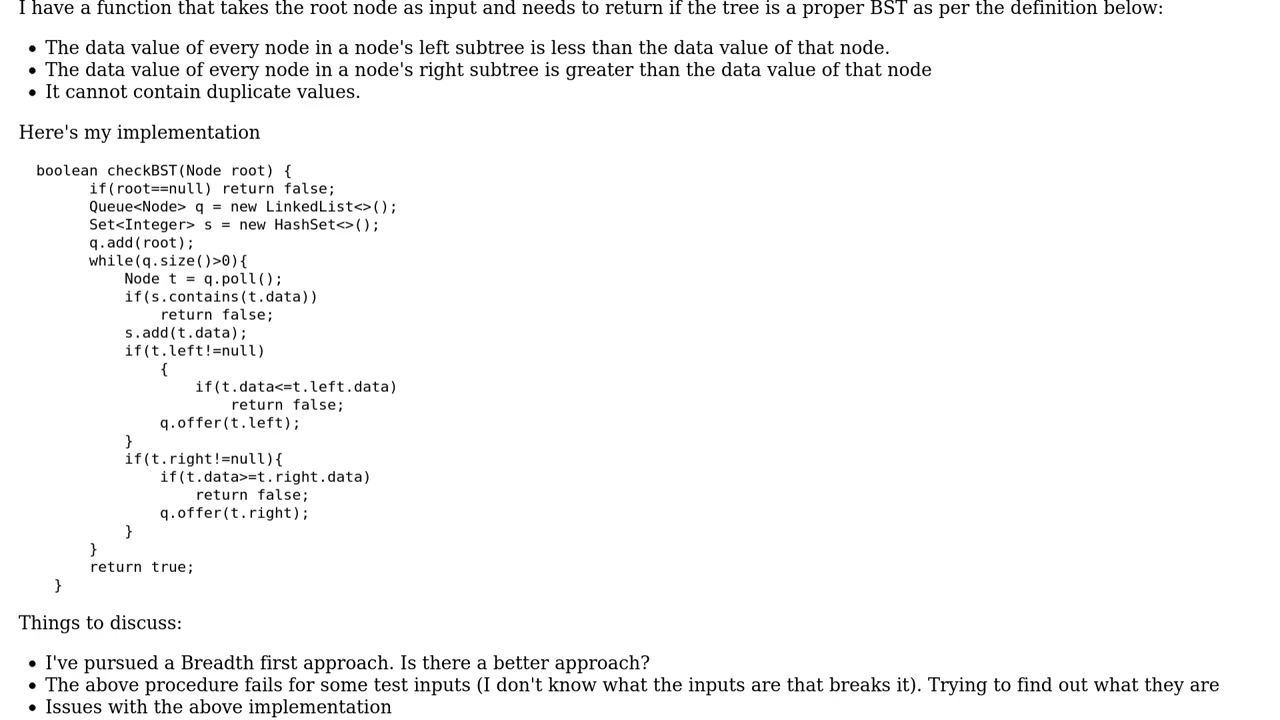 I have a function that takes the root node as input and needs to return if the tree is a proper BST as per the definition below:
• The data value of every node in a node's left subtree is less than the data value of that node.
• The data value of every node in a node's right subtree is greater than the data value of that node
• It cannot contain duplicate values.
Here's my implementation
boolean checkBST(Node root) {
      if(root==null) return false;
      Queue<Node> q = new LinkedList<>();
      Set<Integer> s = new HashSet<>();
      q.add(root);
      while(q.size()>0){
          Node t = q.poll();
          if(s.contains(t.data))
              return false;
          s.add(t.data);
          if(t.left!=null)
              {
                  if(t.data<=t.left.data)
                      return false;
              q.offer(t.left);
          }
          if(t.right!=null){
              if(t.data>=t.right.data)
                  return false;
              q.offer(t.right);
          }
      }
      return true;
  }
Things to discuss:
• I've pursued a Breadth first approach. Is there a better approach?
• The above procedure fails for some test inputs (I don't know what the inputs are that breaks it). Trying to find out what they are
• Issues with the above implementation